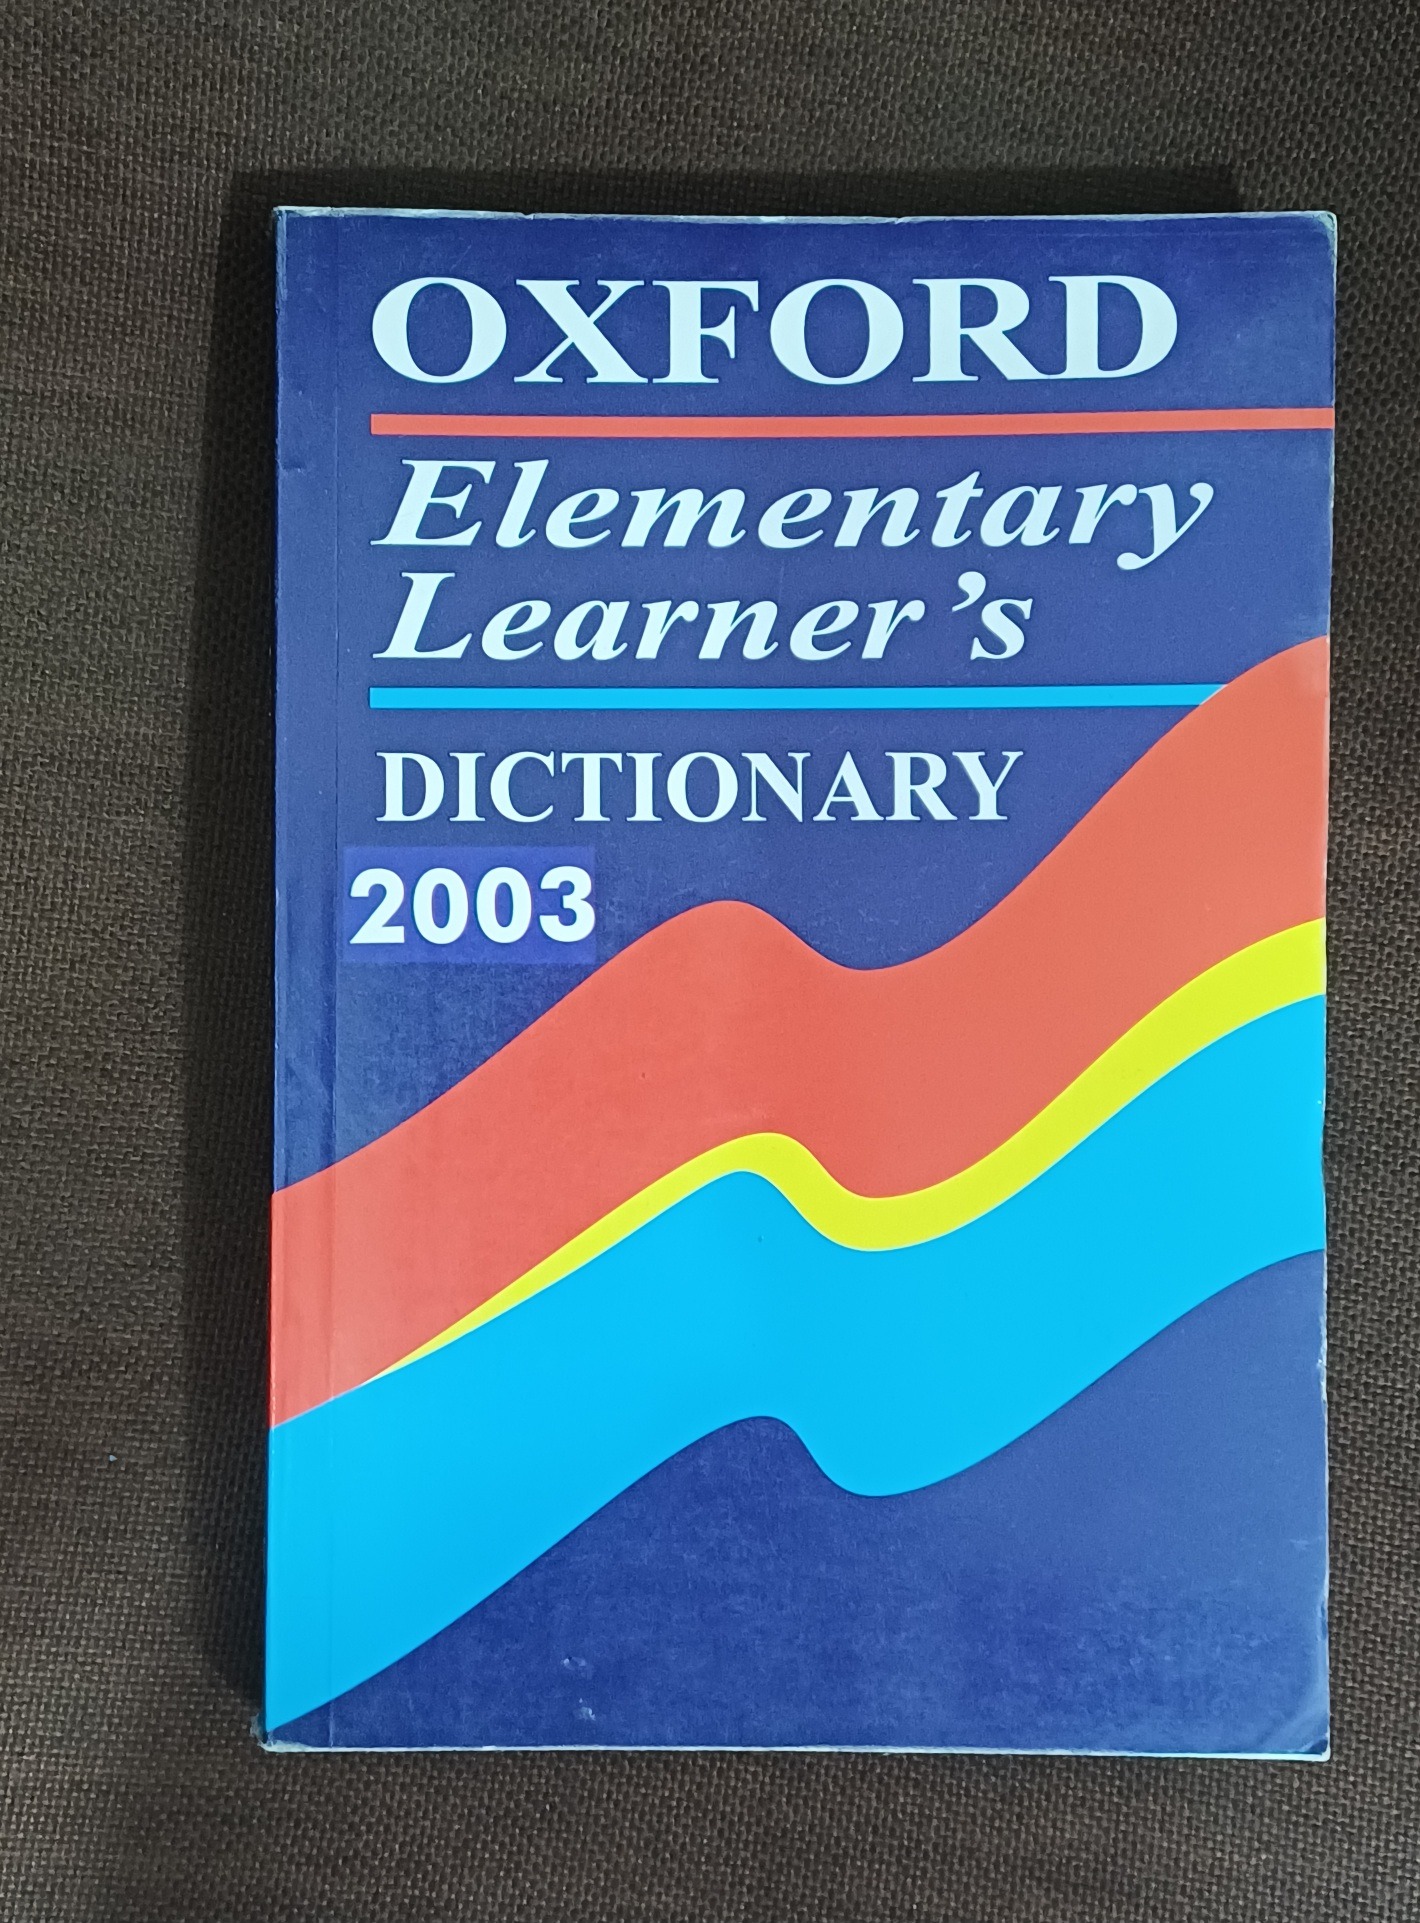 OXFORD
Elementary
Learner's
DICTIONARY
2003